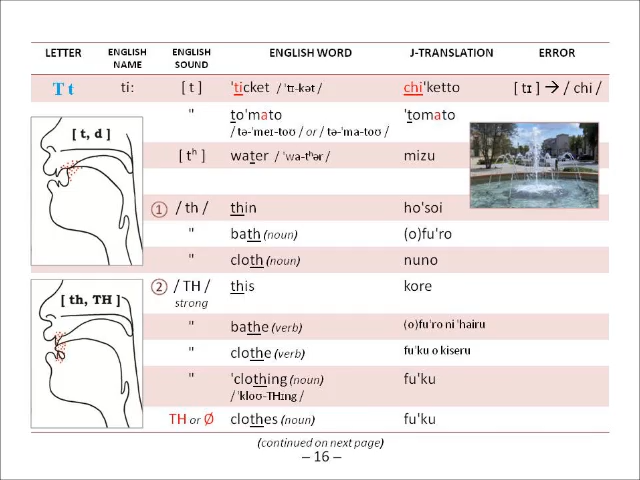 LETTER ENGLISH NAME ENGLISH SOUND ENGLISH WORD J-TRANSLATION ERROR
T t ti: [ t ] 'ticket / 'tɪ-kət / chi'ketto [ tɪ ] → / chi /
" to'mato 'tomato
/ tə-'meɪ-toʊ / or / tə-'ma-toʊ /
[ t, d ]
[ tʰ ] water / 'wa-tʰər / mizu
① / th / thin ho'soi
" bath (noun) (o)fu'ro
" cloth (noun) nuno
② / TH / strong this kore
[ th, TH ]
" bathe (verb) (o)fu'ro ni 'hairu
" clothe (verb) fu'ku o kiseru
" 'clothing (noun) fu'ku
/ 'kloʊ-THɪng /
TH or Ø clothes (noun) fu'ku
(continued on next page)
– 16 –